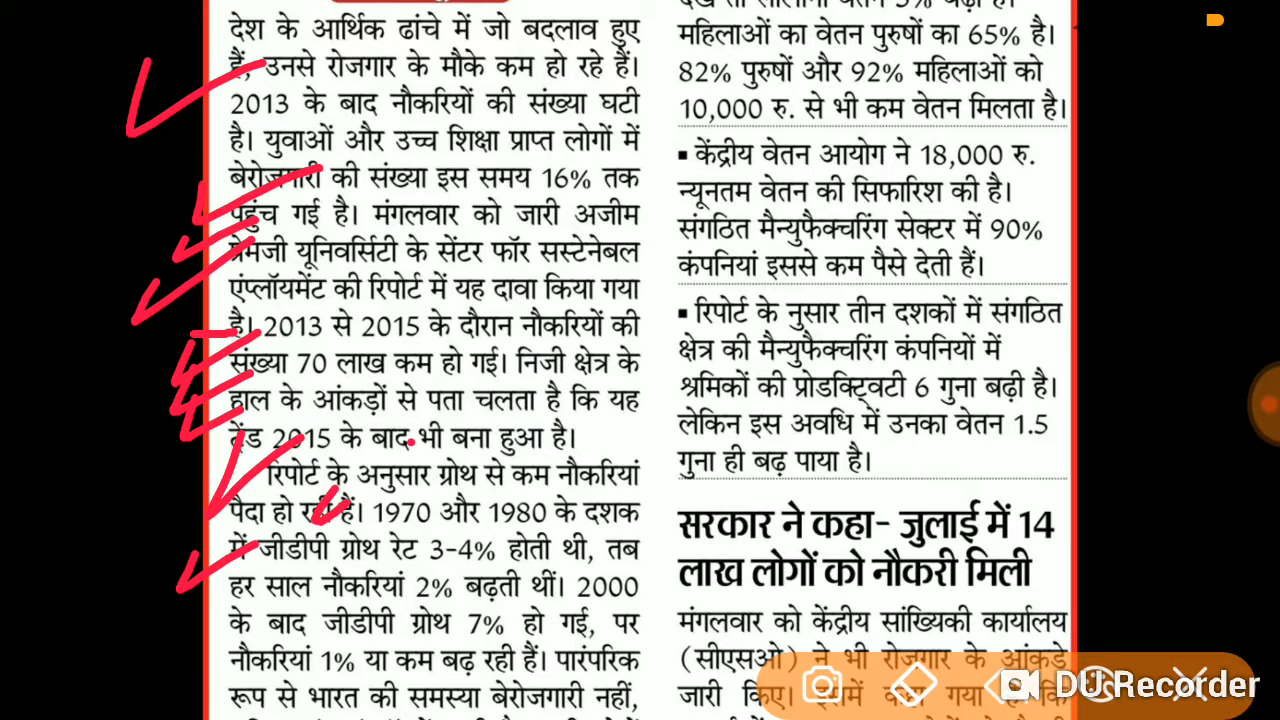 देश के आर्थिक ढांचे में जो बदलाव हुए
हैं, उनसे रोजगार के मौके कम हो रहे हैं।
2013 के बाद नौकरियों की संख्या घटी
है। युवाओं और उच्च शिक्षा प्राप्त लोगों में
बेरोजगारी की संख्या इस समय 16% तक
पहुंच गई है। मंगलवार को जारी अजीम
प्रेमजी यूनिवर्सिटी के सेंटर फॉर सस्टेनेबल
एंप्लॉयमेंट की रिपोर्ट में यह दावा किया गया
है। 2013 से 2015 के दौरान नौकरियों की
संख्या 70 लाख कम हो गई। निजी क्षेत्र के
हाल के आंकड़ों से पता चलता है कि यह
ट्रेंड 2015 के बाद भी बना हुआ है।
रिपोर्ट के अनुसार ग्रोथ से कम नौकरियां
पैदा हो रही हैं। 1970 और 1980 के दशक
में जीडीपी ग्रोथ रेट 3-4% होती थी, तब
हर साल नौकरियां 2% बढ़ती थीं। 2000
के बाद जीडीपी ग्रोथ 7% हो गई, पर
नौकरियां 1% या कम बढ़ रही हैं। पारंपरिक
रूप से भारत की समस्या बेरोजगारी नहीं,
महिलाओं का वेतन पुरुषों का 65% है।
82% पुरुषों और 92% महिलाओं को
10,000 रु. से भी कम वेतन मिलता है।
▪ केंद्रीय वेतन आयोग ने 18,000 रु.
न्यूनतम वेतन की सिफारिश की है।
संगठित मैन्युफैक्चरिंग सेक्टर में 90%
कंपनियां इससे कम पैसे देती हैं।
▪ रिपोर्ट के नुसार तीन दशकों में संगठित
क्षेत्र की मैन्युफैक्चरिंग कंपनियों में
श्रमिकों की प्रोडक्टिवटी 6 गुना बढ़ी है।
लेकिन इस अवधि में उनका वेतन 1.5
गुना ही बढ़ पाया है।
सरकार ने कहा- जुलाई में 14
लाख लोगों को नौकरी मिली
मंगलवार को केंद्रीय सांख्यिकी कार्यालय
(सीएसओ) ने भी रोजगार के आंकड़े
जारी किए।
DU Recorder